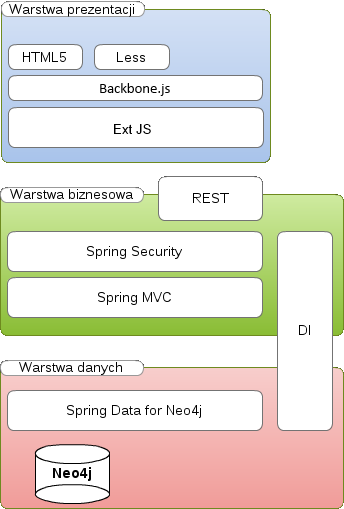 Warstwa prezentacji
HTML5
Less
Backbone.js
Ext JS
Warstwa biznesowa
REST
Spring Security
Spring MVC
DI
Warstwa danych
Spring Data for Neo4j
Neo4j